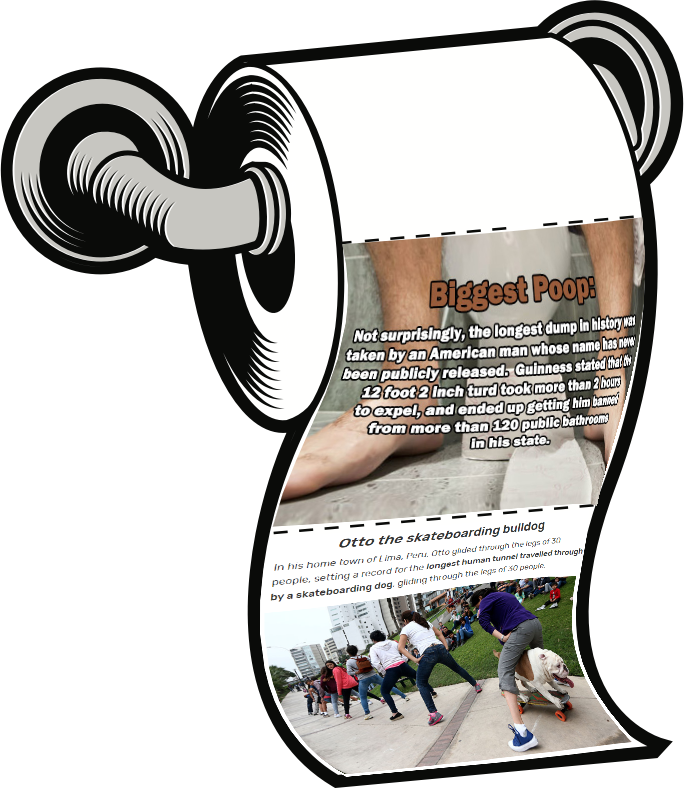 Biggest Poop:
Not surprisingly, the longest dump in history was
taken by an American man whose name has never
been publicly released. Guinness stated that the
12 foot 2 inch turd took more than 2 hours
to expel, and ended up getting him banned
from more than 120 public bathrooms
in his state.
Otto the skateboarding bulldog
In his home town of Lima, Peru, Otto glided through the legs of 30
people, setting a record for the longest human tunnel travelled through
by a skateboarding dog, gliding through the legs of 30 people.